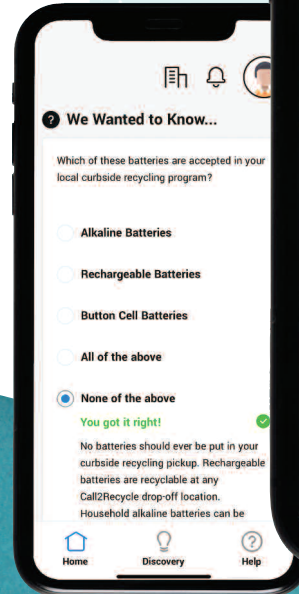 We Wanted to Know...
Which of these batteries are accepted in your
local curbside recycling program?
Alkaline Batteries
Rechargeable Batteries
Button Cell Batteries
All of the above
None of the above
You got it right!
No batteries should ever be put in your
curbside recycling pickup. Rechargeable
batteries are recyclable at any
Call2Recycle drop-off location.
Household alkaline batteries can be
Home Discovery Help